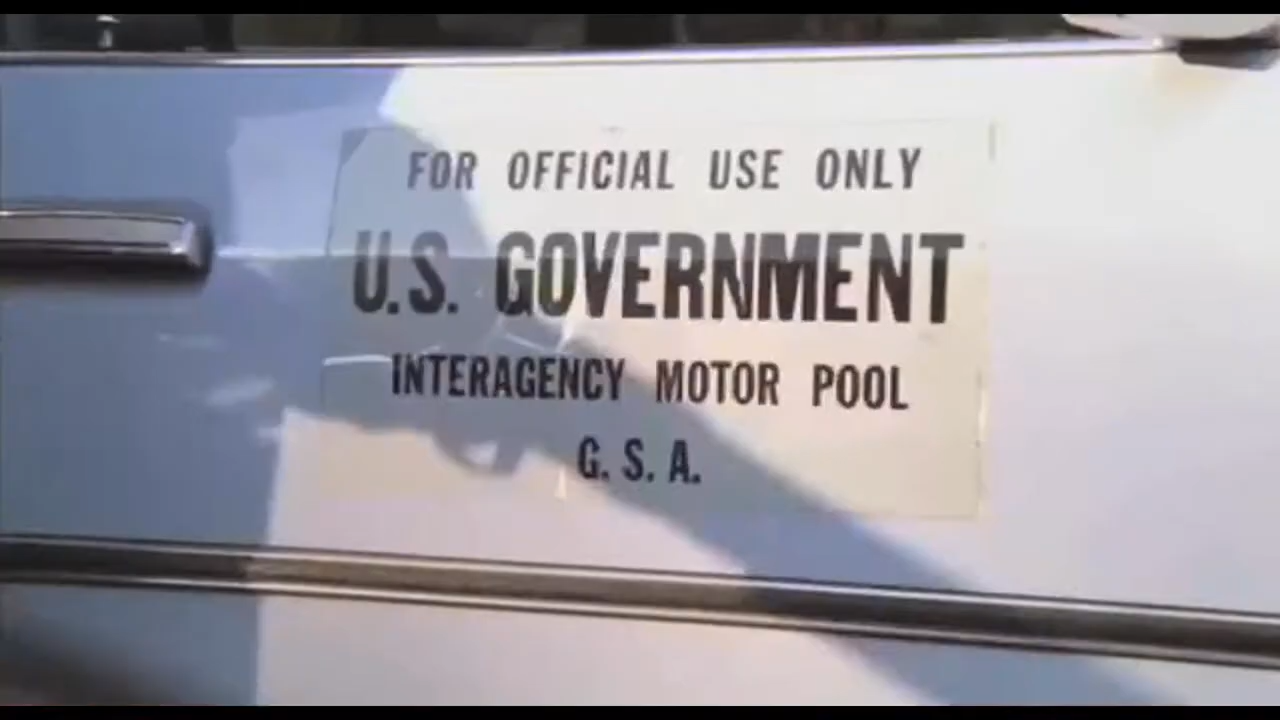 FOR OFFICIAL USE ONLY
U.S. GOVERNMENT
INTERAGENCY MOTOR POOL
G. S. A.